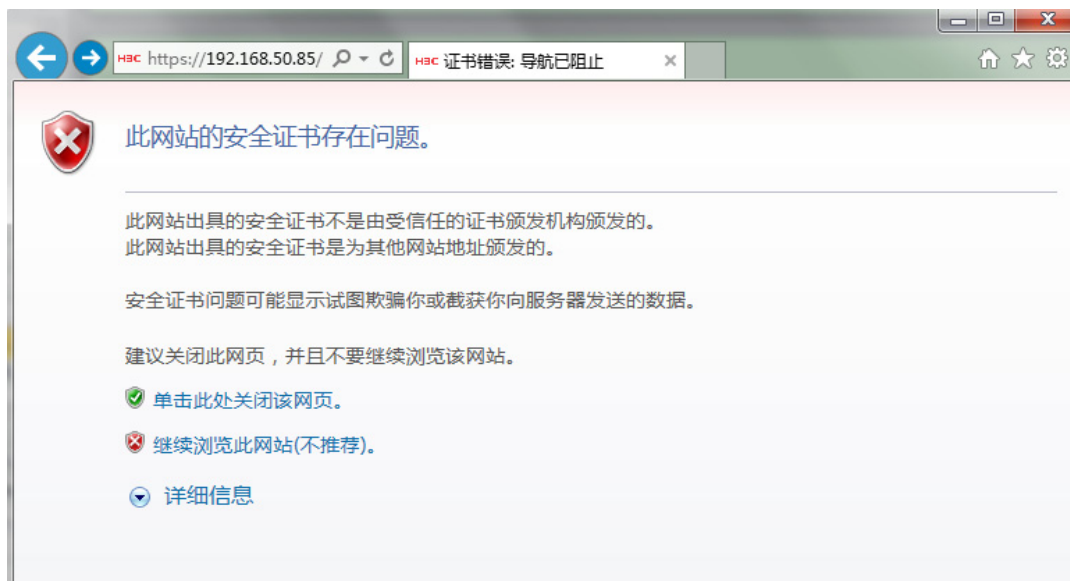 H3C https://192.168.50.85/
H3C 证书错误: 导航已阻止
此网站的安全证书存在问题。
此网站出具的安全证书不是由受信任的证书颁发机构颁发的。
此网站出具的安全证书是为其他网站地址颁发的。
安全证书问题可能显示试图欺骗你或截获你向服务器发送的数据。
建议关闭此网页，并且不要继续浏览该网站。
单击此处关闭该网页。
继续浏览此网站(不推荐)。
详细信息